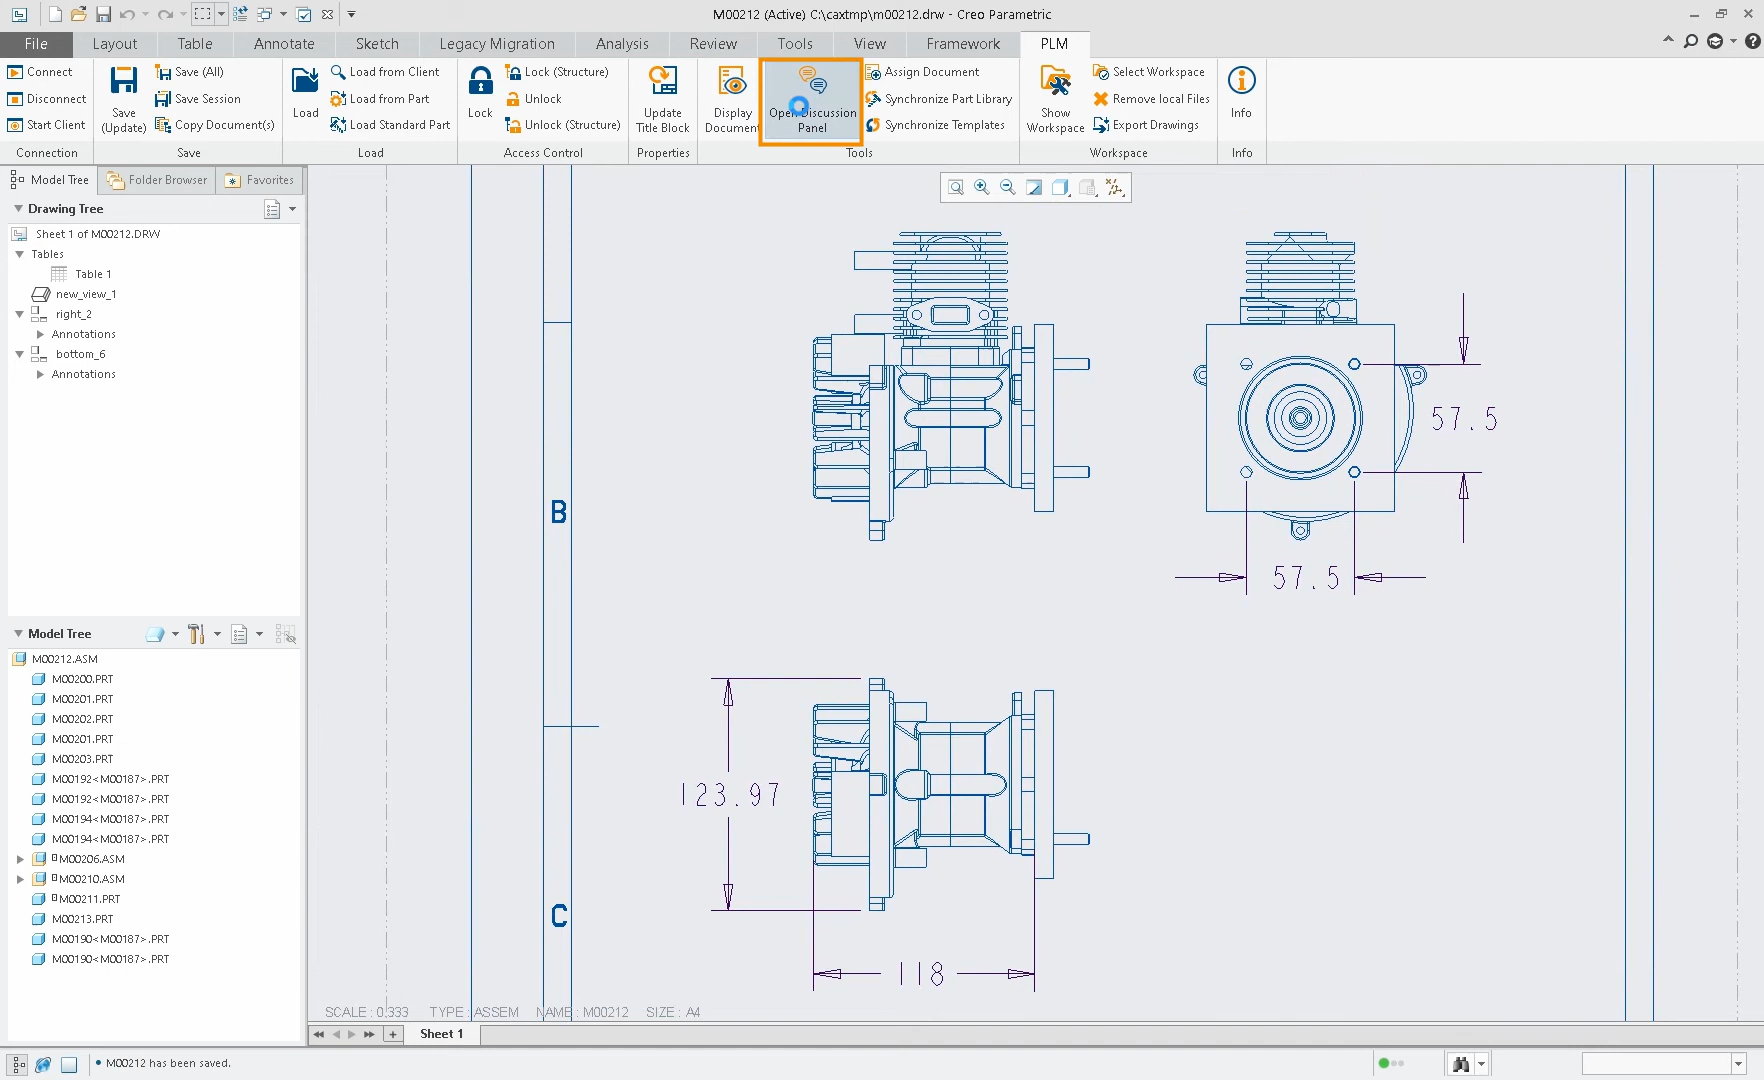 M00212 (Active) C:\caxtmp\m00212.drw - Creo Parametric
File Layout Table Annotate Sketch Legacy Migration Analysis Review Tools View Framework PLM
Connect
Disconnect
Start Client
Connection
Save
(Update)
Save (All)
Save Session
Copy Document(s)
Save
Load
Load from Client
Load from Part
Load Standard Part
Load
Lock
Lock (Structure)
Unlock
Unlock (Structure)
Access Control
Update
Title Block
Properties
Display
Document
Open Discussion
Panel
Assign Document
Synchronize Part Library
Synchronize Templates
Tools
Show
Workspace
Select Workspace
Remove local Files
Export Drawings
Workspace
Info
Info
Model Tree Folder Browser Favorites
Drawing Tree
Sheet 1 of M00212.DRW
Tables
Table 1
new_view_1
right_2
Annotations
bottom_6
Annotations
Model Tree
M00212.ASM
M00200.PRT
M00201.PRT
M00202.PRT
M00201.PRT
M00203.PRT
M00192<M00187>.PRT
M00192<M00187>.PRT
M00194<M00187>.PRT
M00194<M00187>.PRT
M00206.ASM
M00210.ASM
M00211.PRT
M00213.PRT
M00190<M00187>.PRT
M00190<M00187>.PRT
B
C
57.5
57.5
123.97
118
SCALE : 0.333 TYPE : ASSEM NAME : M00212 SIZE : A4
Sheet 1
M00212 has been saved.